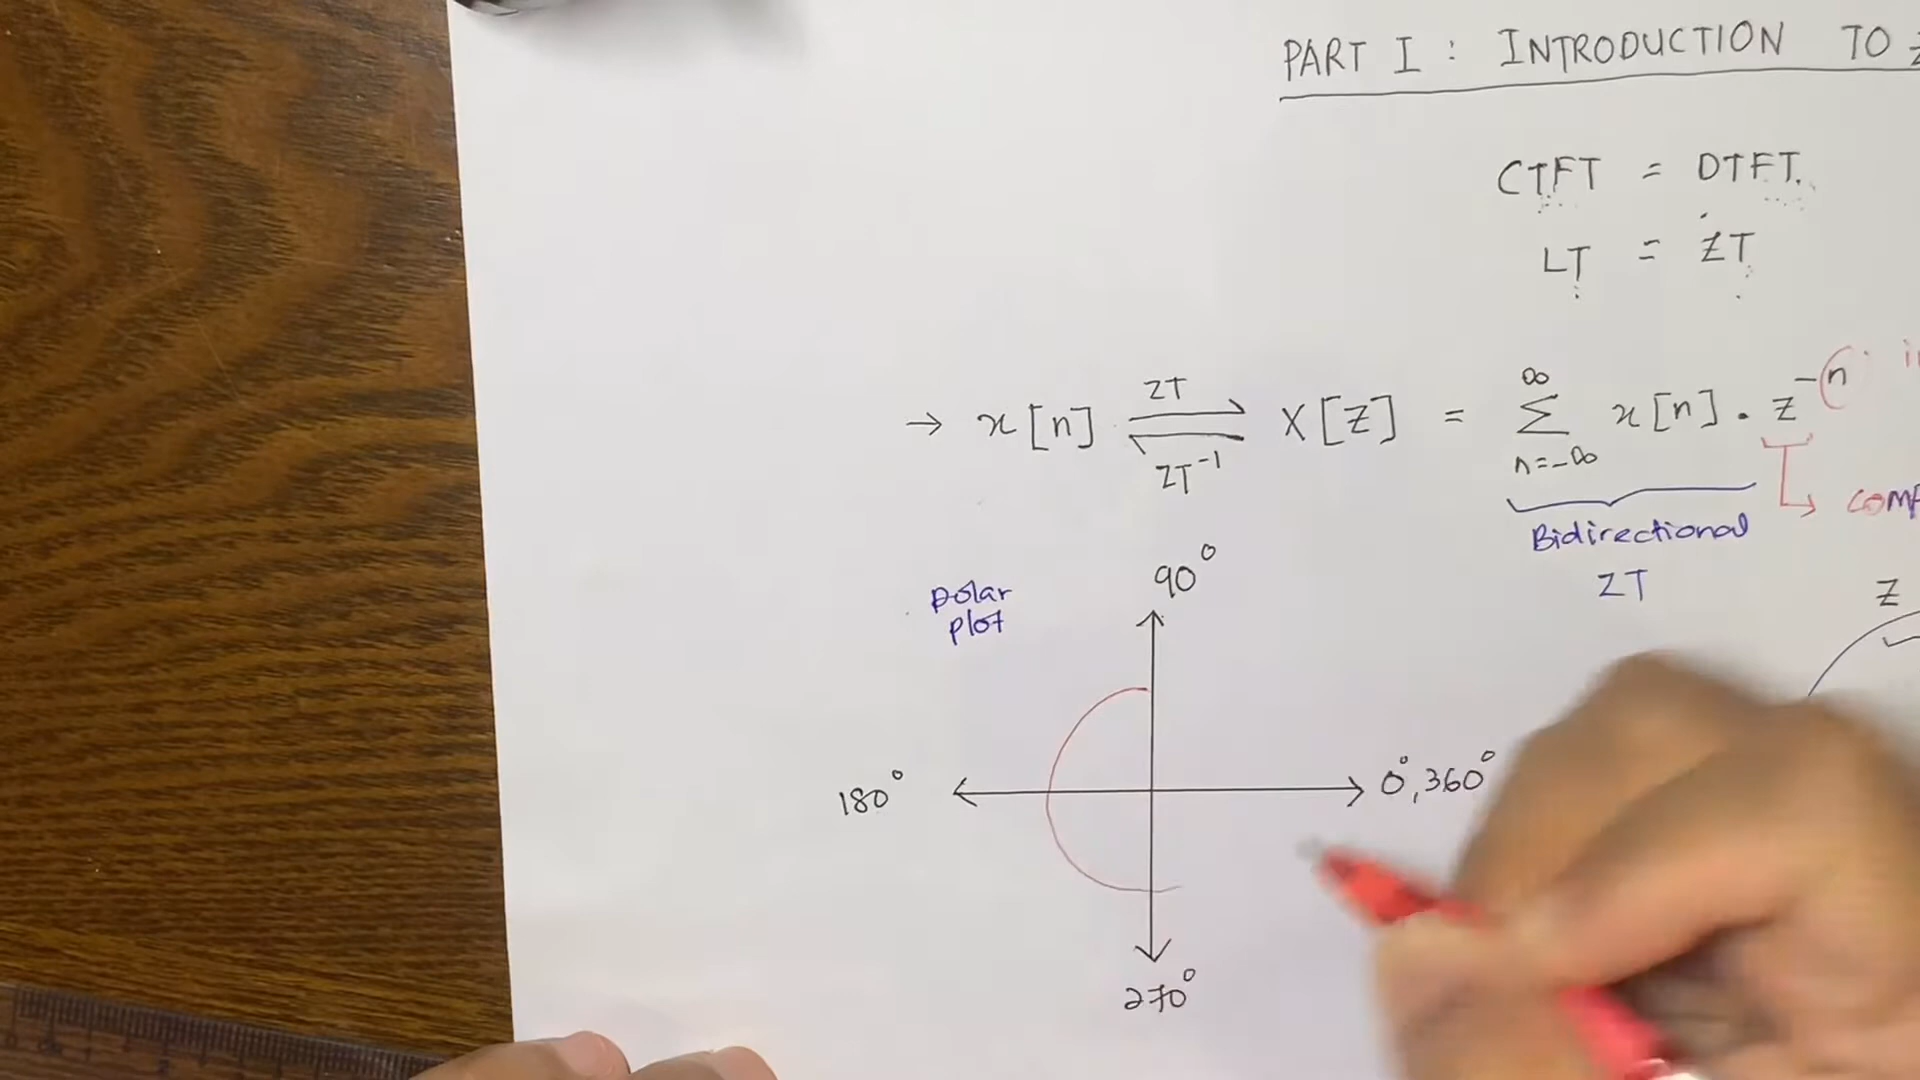 PART I : INTRODUCTION TO
CTFT = DTFT.
LT = ZT
→ x[n] ZT ZT⁻¹ X[Z] = ∞ Σ n=-∞ x[n] . z⁻ⁿ
Bidirectional
ZT
polar
plot
90°
Z
180°
0°, 360°
270°